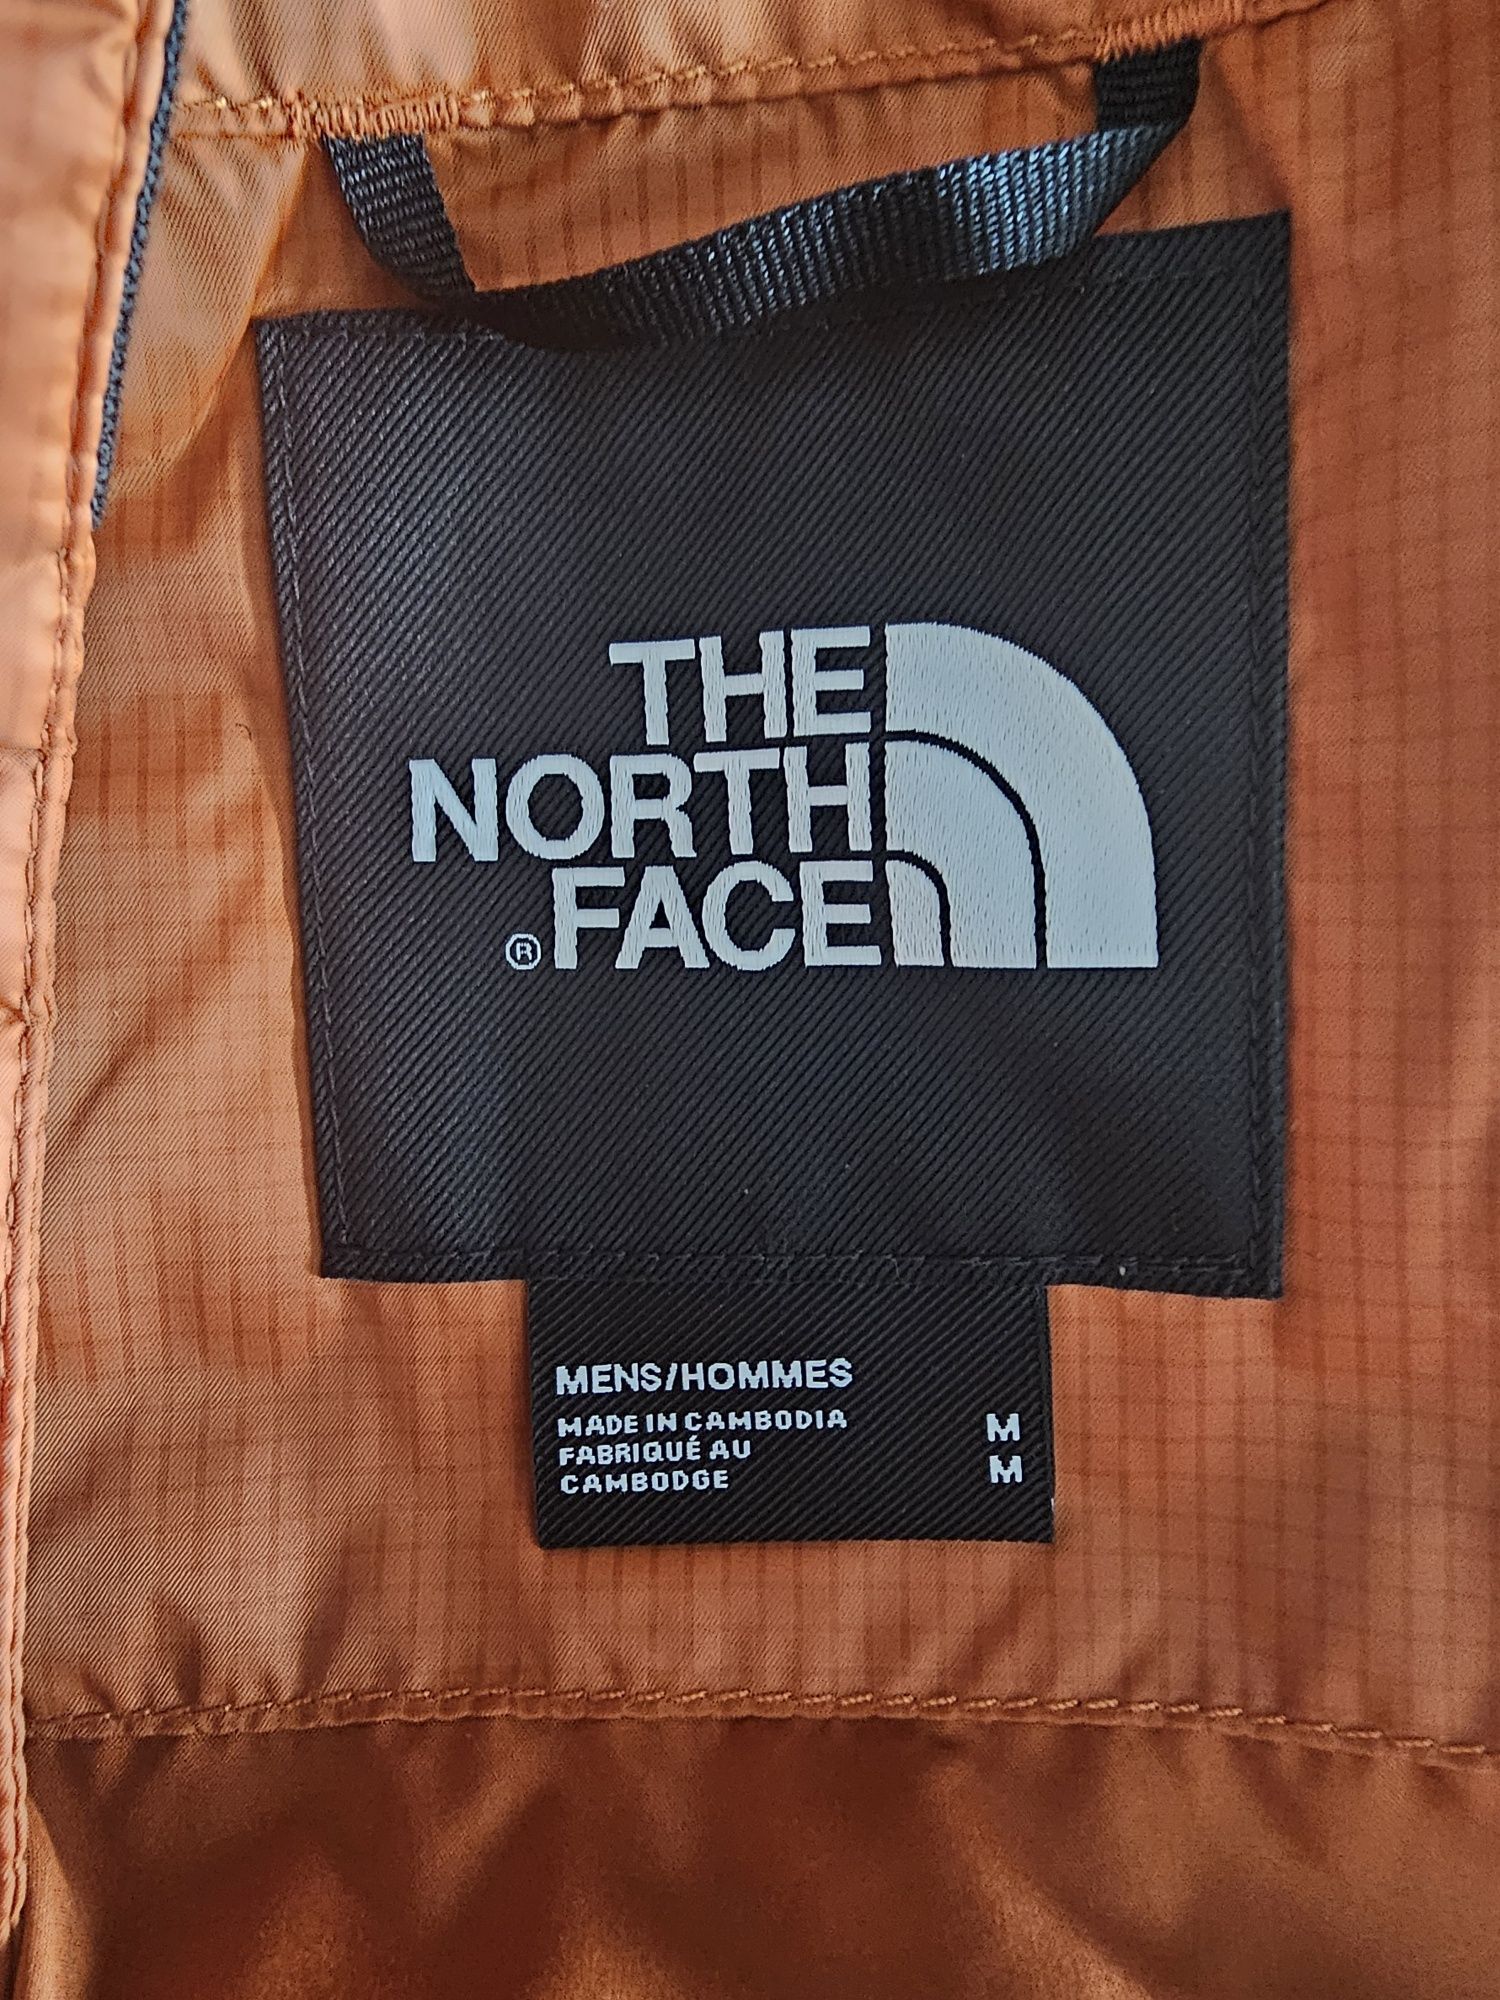 THE
NORTH
®FACE
MENS/HOMMES
MADE IN CAMBODIA M
FABRIQUÉ AU
CAMBODGE M